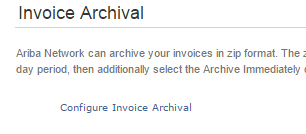 Invoice Archival
Ariba Network can archive your invoices in zip format. The
day period, then additionally select the Archive Immediately
Configure Invoice Archival